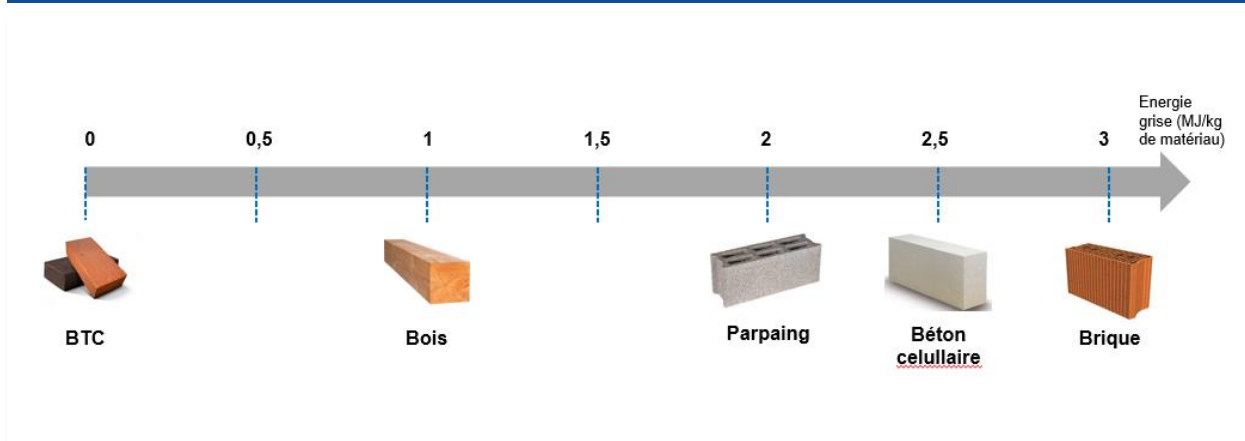 Energie
grise (MJ/kg
de matériau)
0
0,5
1
1,5
2
2,5
3
BTC
Bois
Parpaing
Béton
celullaire
Brique